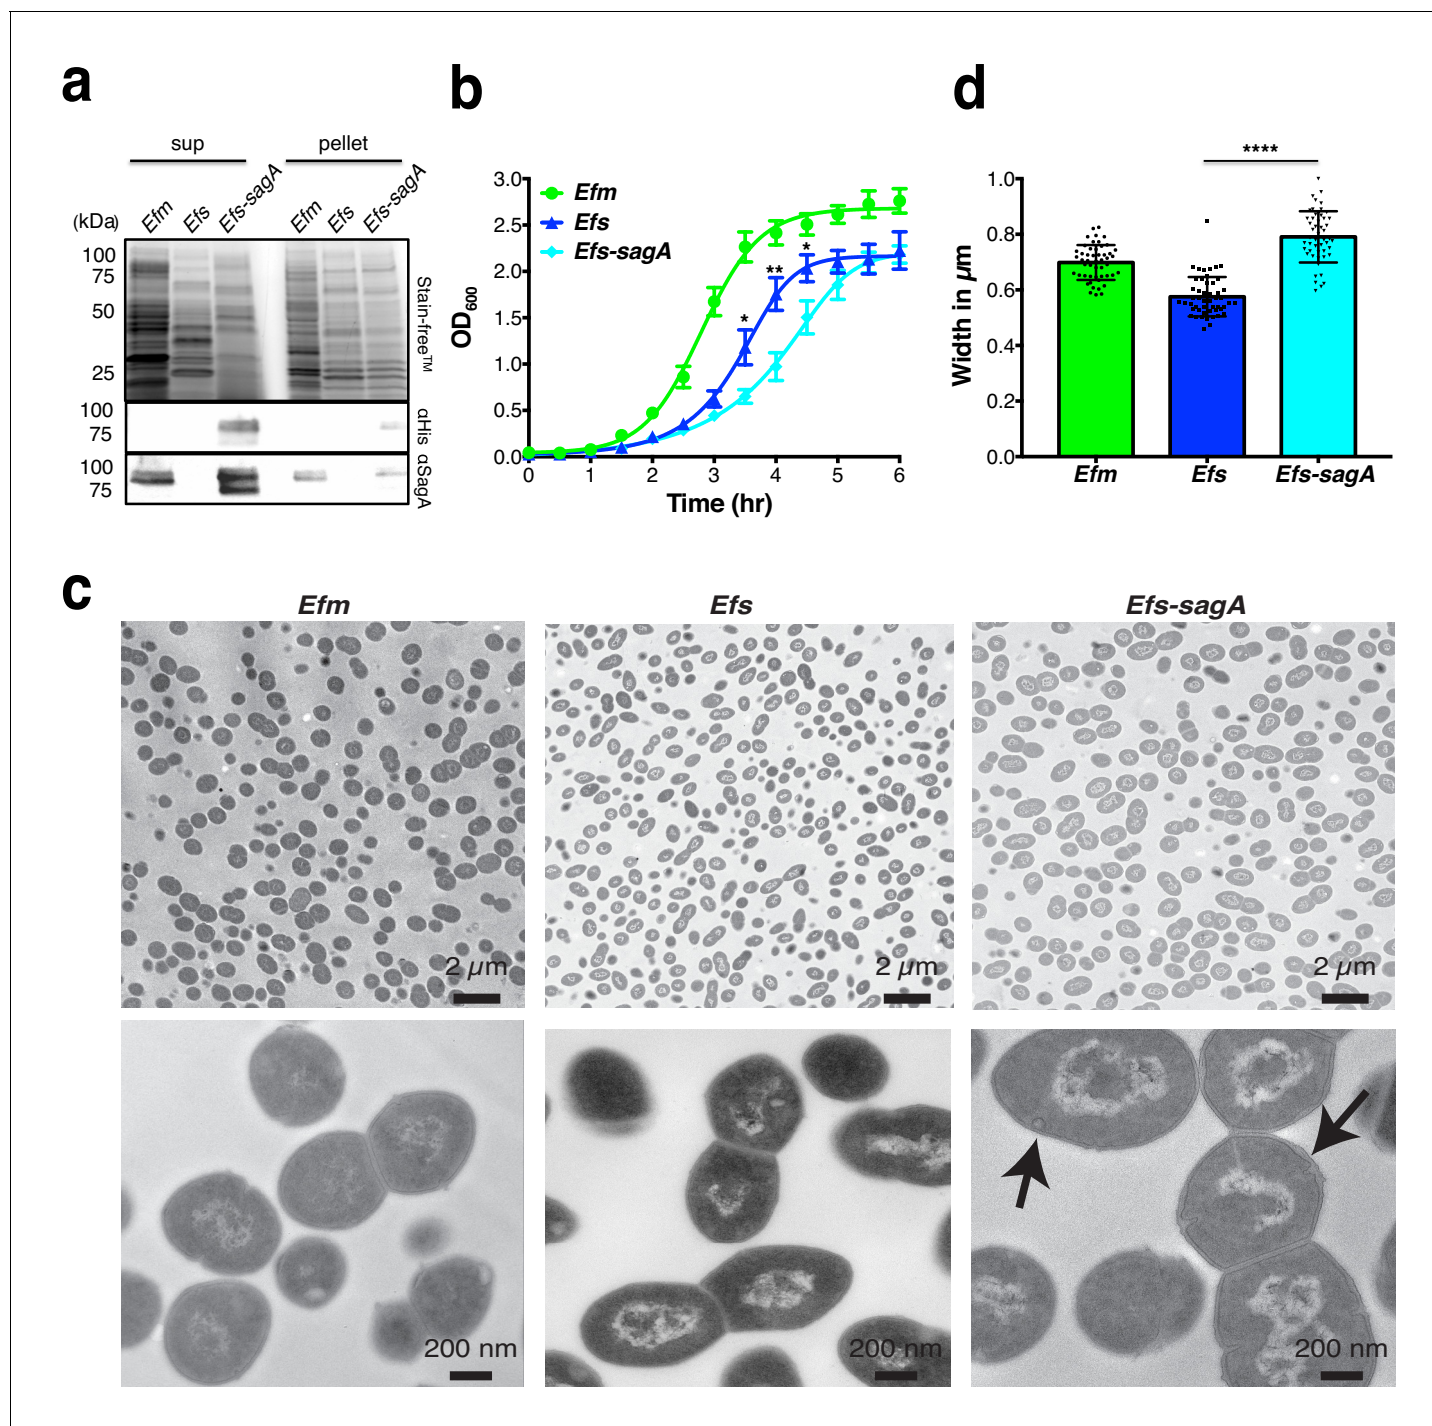 a
sup pellet
(kDa) Efm Efs Efs-sagA Efm Efs Efs-sagA
100
75
50
25
Stain-free™
100
75
αHis
100
75
αSagA
b
3.0
2.5
2.0
1.5
1.0
0.5
0.0
OD600
Efm
Efs
Efs-sagA
* ** *
0 1 2 3 4 5 6
Time (hr)
d
****
1.0
0.8
0.6
0.4
0.2
0.0
Width in µm
Efm Efs Efs-sagA
c
Efm Efs Efs-sagA
2 µm 2 µm 2 µm
200 nm 200 nm 200 nm